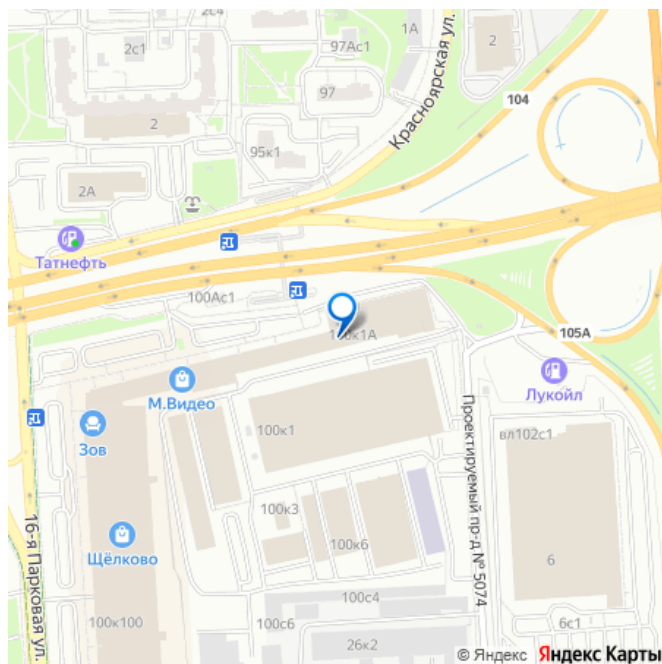 2с4
1А
2с1
97Ас1
2
97
104
Красноярская ул.
2
95к1
2А
Татнефть
100Ас1
100к1А
105А
М.Видео
Лукойл
Зов
100к1
Проектируемый пр-д № 5074
вл102с1
16-я Парковая ул.
100к3
Щёлково
100к6
6
100с4
100к100
100с6
6с1
26к2
© Яндекс Яндекс Карты